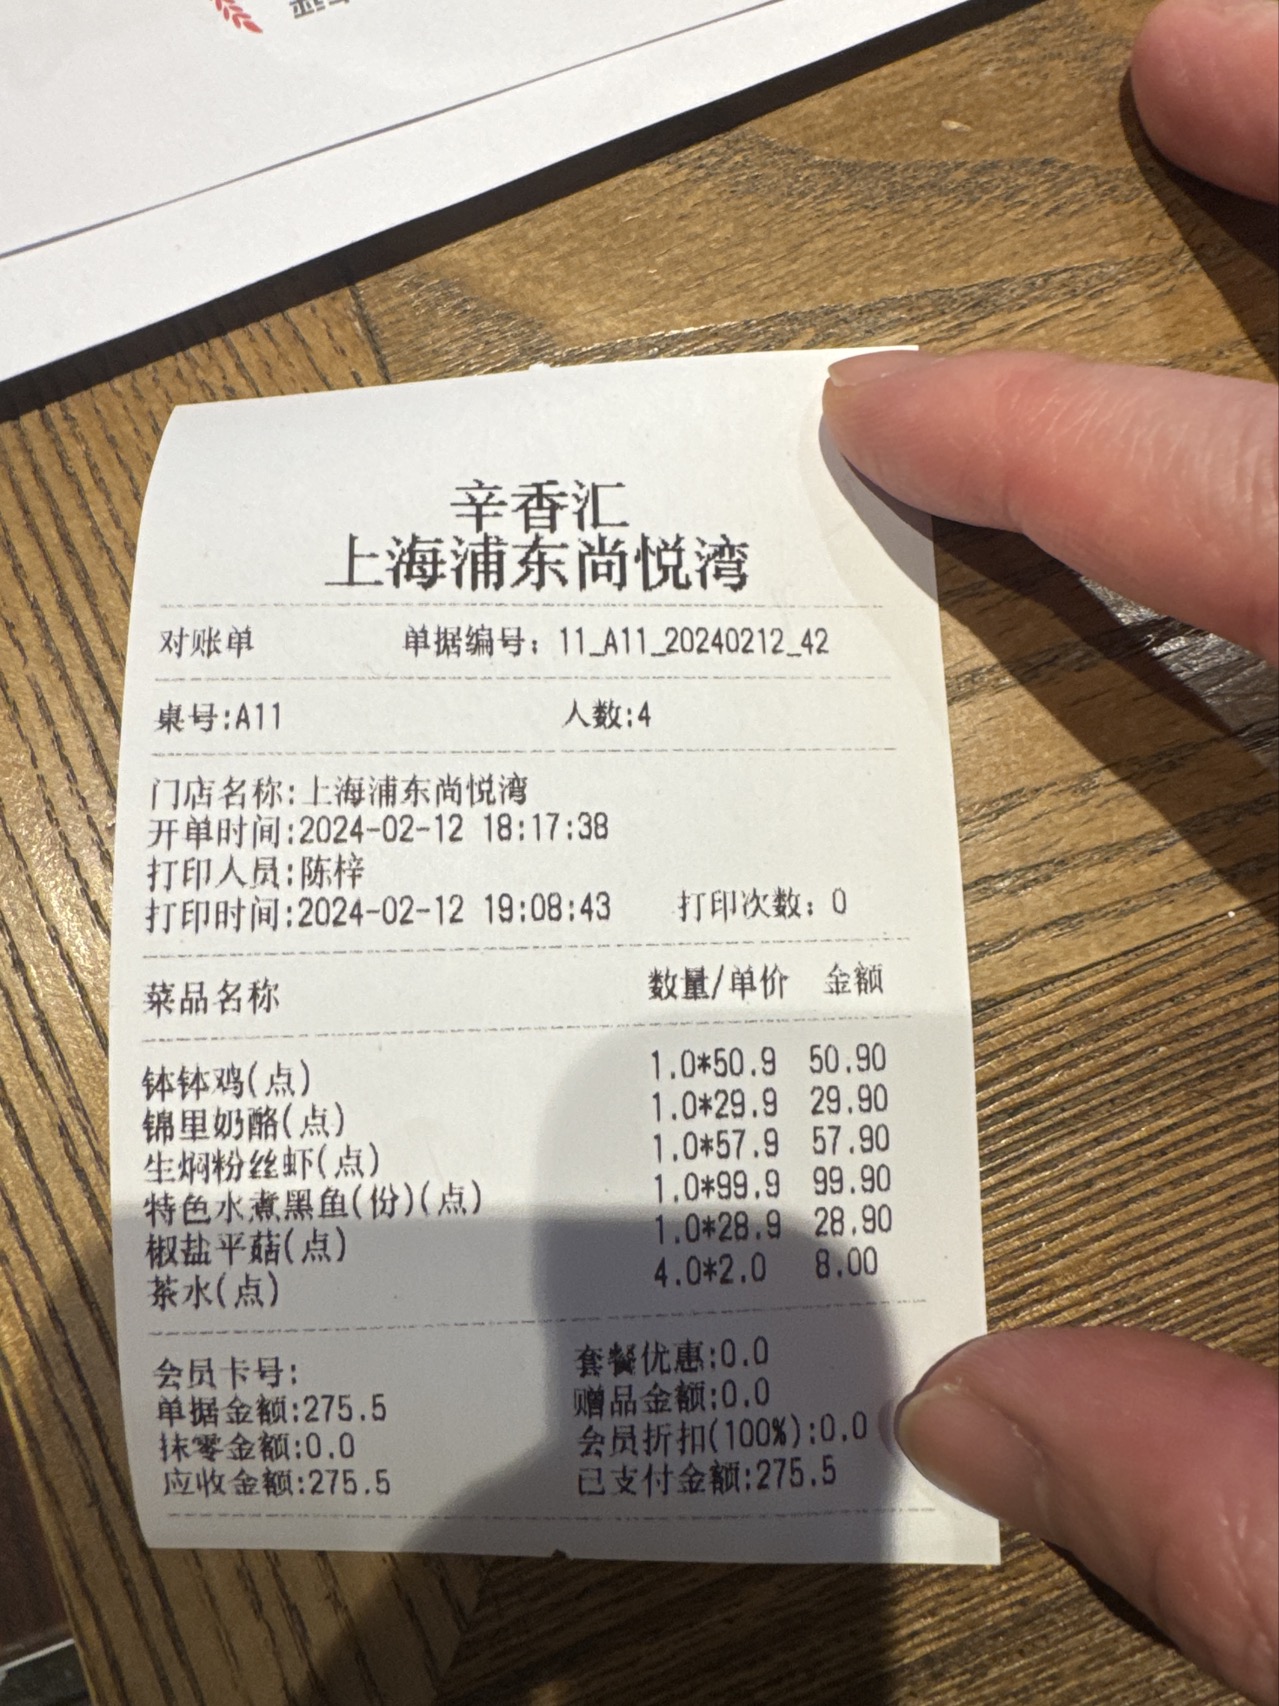 辛香汇
上海浦东尚悦湾
对账单 单据编号：11_A11_20240212_42
桌号:A11 人数:4
门店名称:上海浦东尚悦湾
开单时间:2024-02-12 18:17:38
打印人员:陈梓
打印时间:2024-02-12 19:08:43 打印次数：0
菜品名称 数量/单价 金额
钵钵鸡(点) 1.0*50.9 50.90
锦里奶酪(点) 1.0*29.9 29.90
生焖粉丝虾(点) 1.0*57.9 57.90
特色水煮黑鱼(份)(点) 1.0*99.9 99.90
椒盐平菇(点) 1.0*28.9 28.90
茶水(点) 4.0*2.0 8.00
会员卡号: 套餐优惠:0.0
单据金额:275.5 赠品金额:0.0
抹零金额:0.0 会员折扣(100%):0.0
应收金额:275.5 已支付金额:275.5